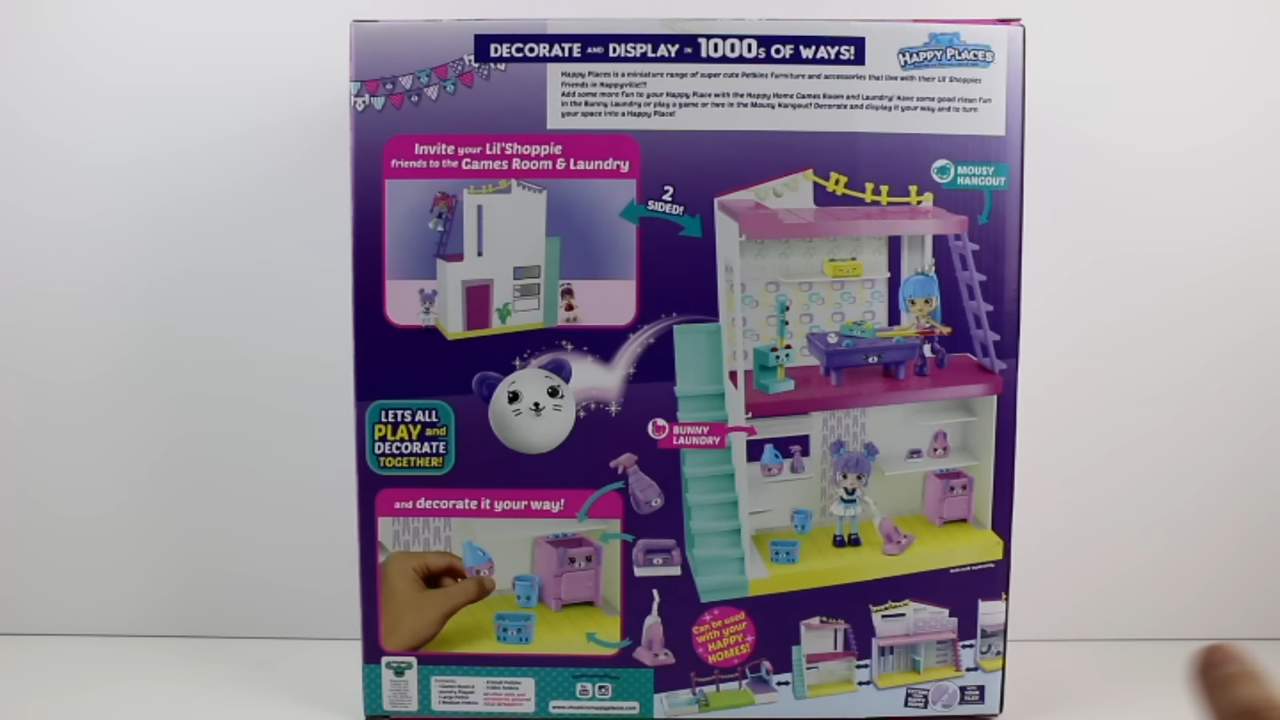 DECORATE AND DISPLAY IN 1000s OF WAYS!
HAPPY PLACES
Happy Places is a miniature range of super cute Petkins furniture and accessories that live with their Lil' Shoppies
friends in Happyville!!!
Add some more fun to your Happy Place with the Happy Home Games Room and Laundry! Have some good clean fun
in the Bunny Laundry or play a game or two in the Mousy Hangout! Decorate and display it your way and to turn
your space into a Happy Place!
Invite your Lil'Shoppie
friends to the Games Room & Laundry
2
SIDED!
MOUSY
HANGOUT
BUNNY
LAUNDRY
LETS ALL
PLAY and
DECORATE
TOGETHER!
and decorate it your way!
Can be used
with your
HAPPY
HOMES!
www.shopkinshappyplaces.com